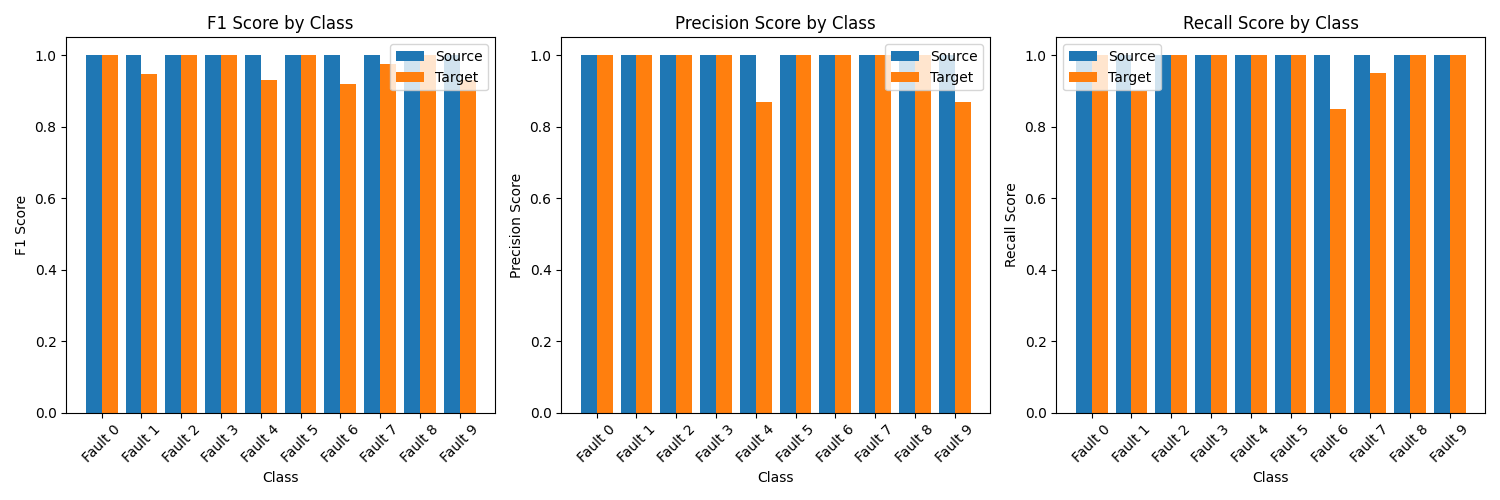 F1 Score by Class
F1 Score
1.0
0.8
0.6
0.4
0.2
0.0
Source
Target
Fault 0
Fault 1
Fault 2
Fault 3
Fault 4
Fault 5
Fault 6
Fault 7
Fault 8
Fault 9
Class
Precision Score by Class
Precision Score
1.0
0.8
0.6
0.4
0.2
0.0
Source
Target
Fault 0
Fault 1
Fault 2
Fault 3
Fault 4
Fault 5
Fault 6
Fault 7
Fault 8
Fault 9
Class
Recall Score by Class
Recall Score
1.0
0.8
0.6
0.4
0.2
0.0
Source
Target
Fault 0
Fault 1
Fault 2
Fault 3
Fault 4
Fault 5
Fault 6
Fault 7
Fault 8
Fault 9
Class